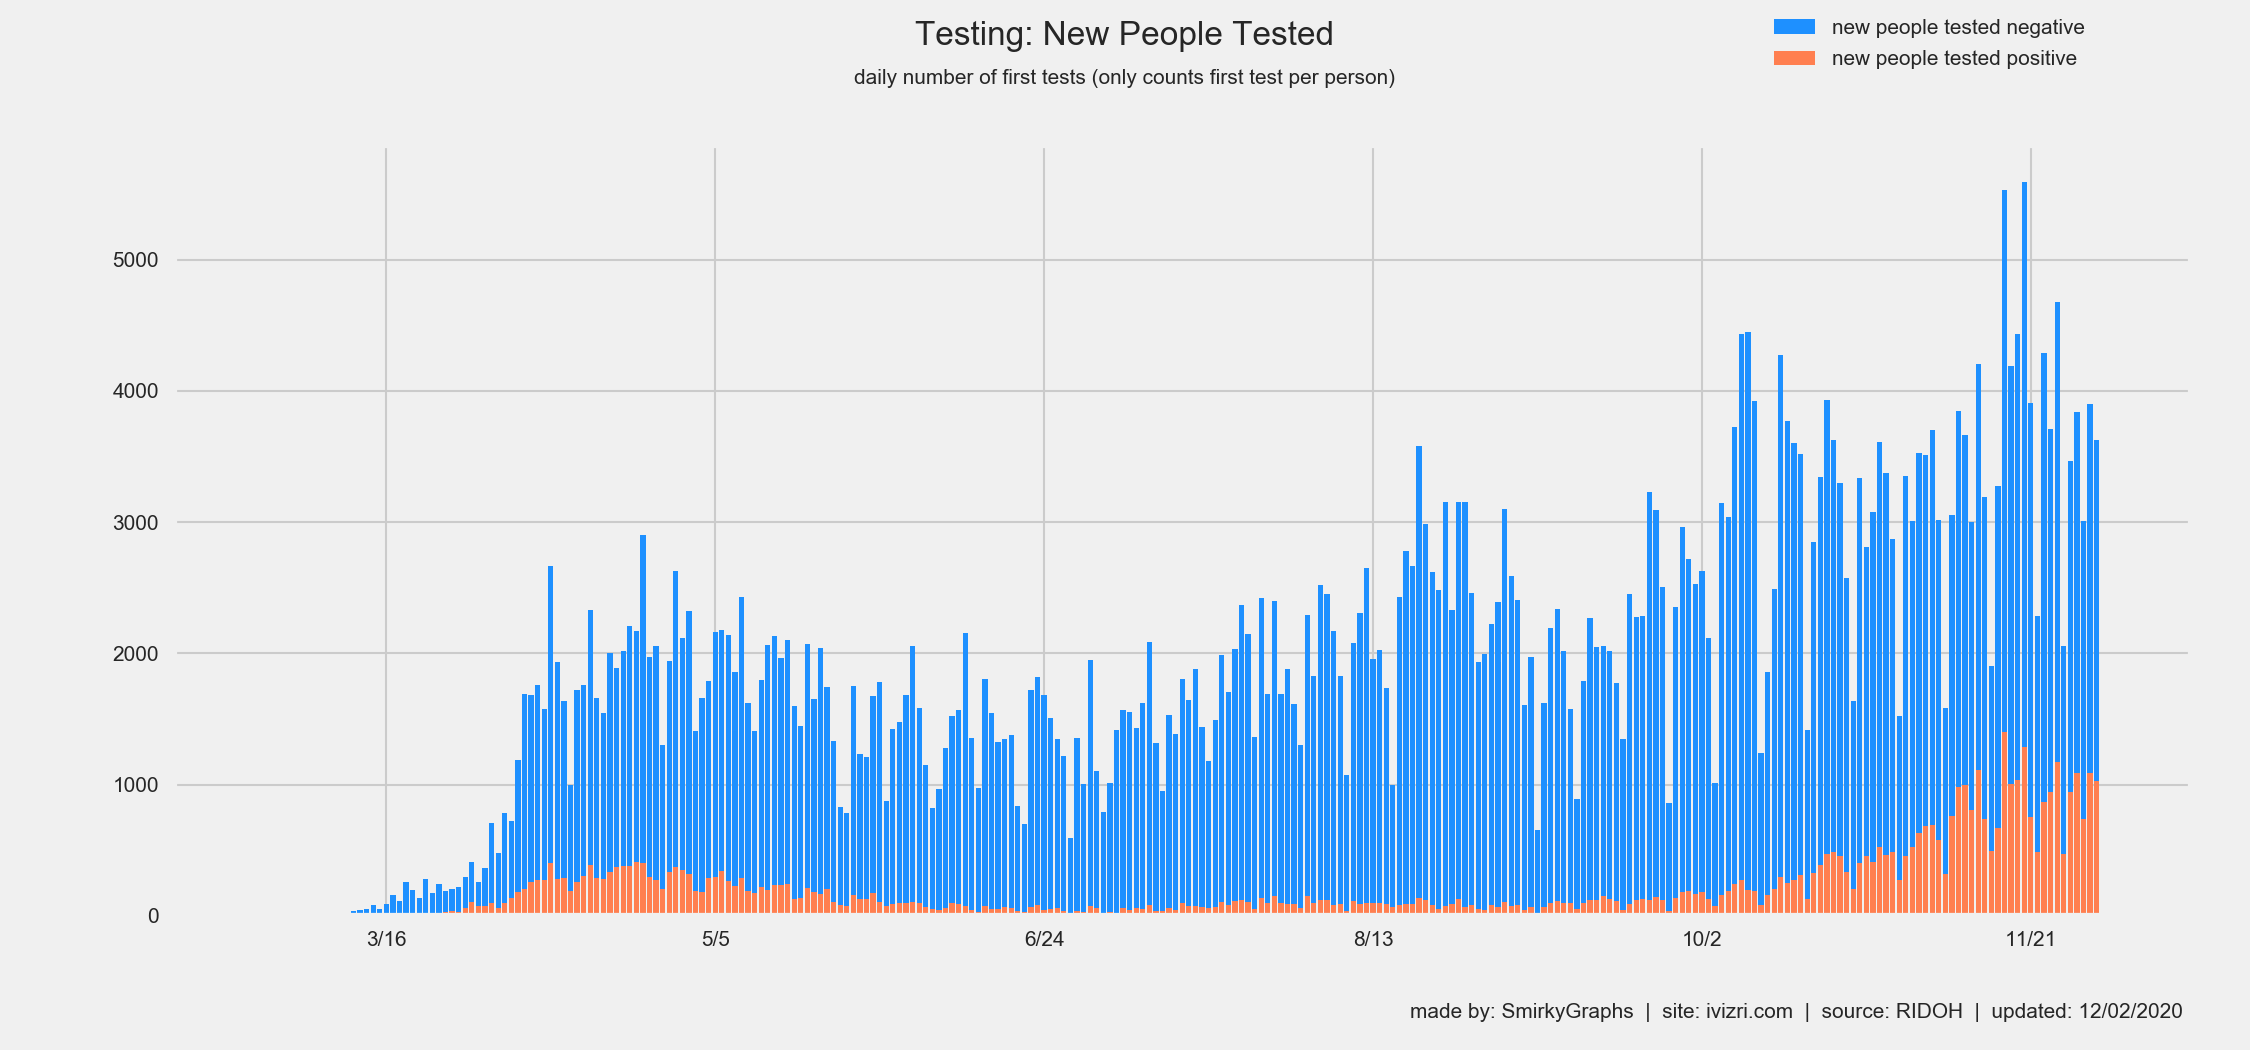 Testing: New People Tested
daily number of first tests (only counts first test per person)
new people tested negative
new people tested positive
5000
4000
3000
2000
1000
0
3/16 5/5 6/24 8/13 10/2 11/21
made by: SmirkyGraphs | site: ivizri.com | source: RIDOH | updated: 12/02/2020